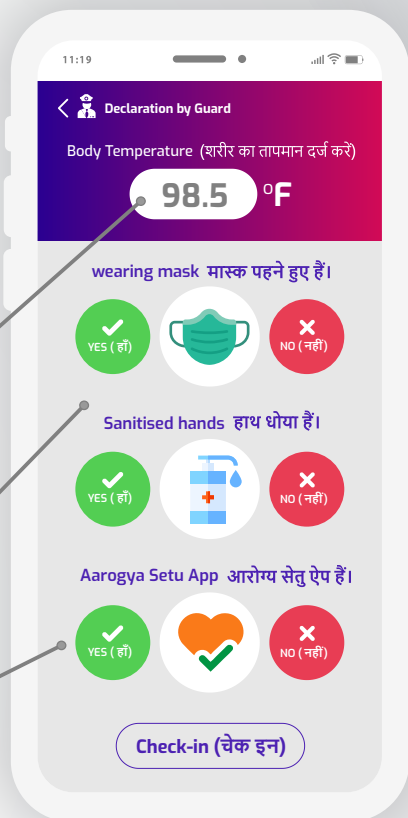 11:19
Declaration by Guard
Body Temperature (शरीर का तापमान दर्ज करें)
98.5 °F
wearing mask मास्क पहने हुए हैं।
YES ( हाँ) NO ( नहीं)
Sanitised hands हाथ धोया हैं।
YES ( हाँ) NO ( नहीं)
Aarogya Setu App आरोग्य सेतु ऐप हैं।
YES ( हाँ) NO ( नहीं)
Check-in (चेक इन)